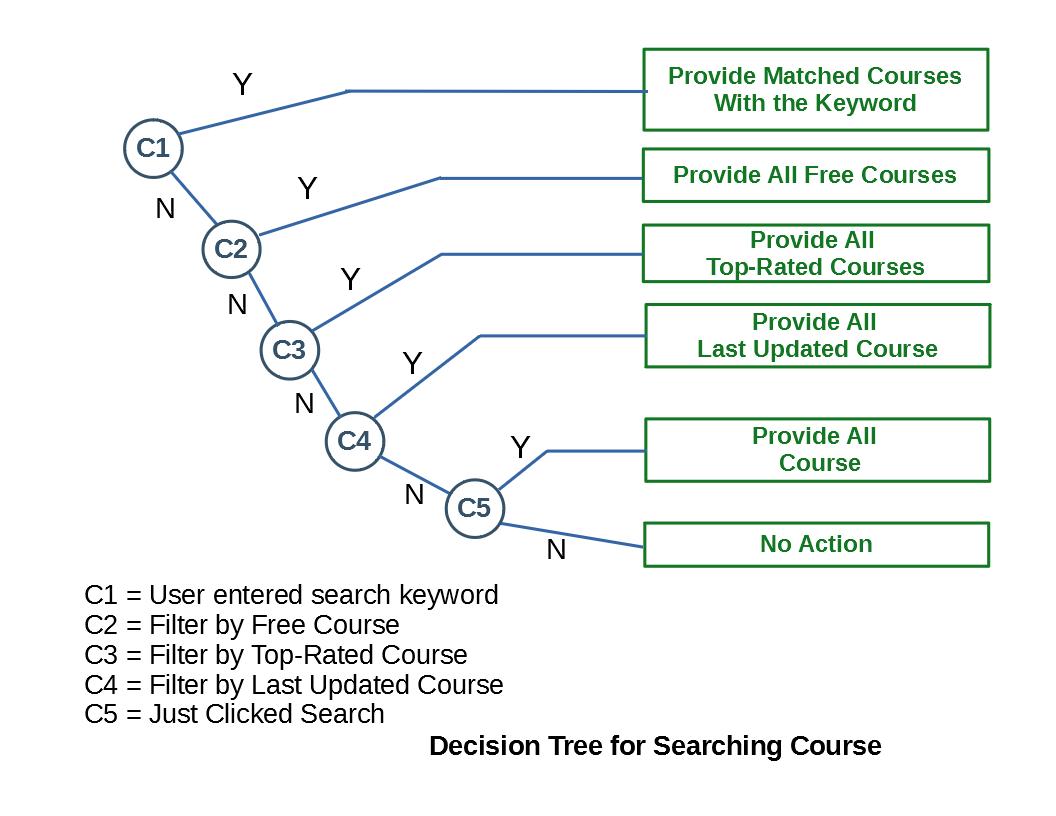 Y
Provide Matched Courses
With the Keyword
C1
N
Y
Provide All Free Courses
C2
N
Y
Provide All
Top-Rated Courses
C3
N
Y
Provide All
Last Updated Course
C4
N
Y
Provide All
Course
C5
N
No Action
C1 = User entered search keyword
C2 = Filter by Free Course
C3 = Filter by Top-Rated Course
C4 = Filter by Last Updated Course
C5 = Just Clicked Search
Decision Tree for Searching Course